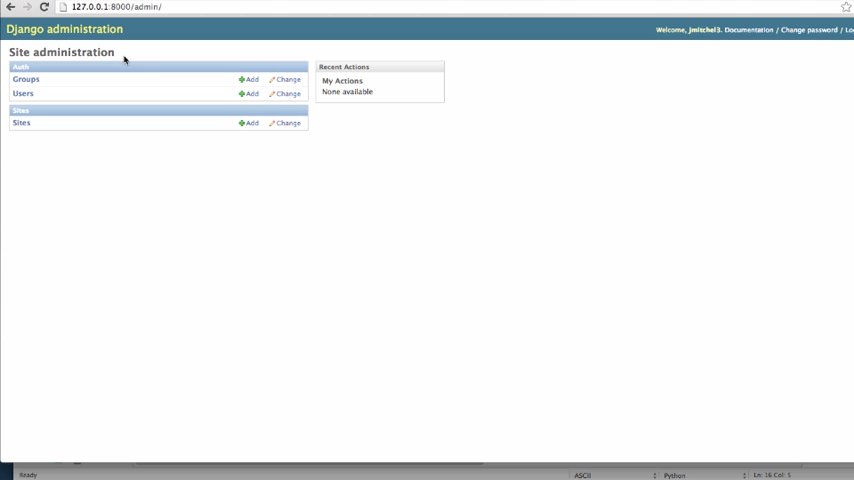 127.0.0.1:8000/admin/
Django administration
Welcome, jmitchel3. Documentation / Change password / Lo
Site administration
Auth
Groups Add Change
Users Add Change
Sites
Sites Add Change
Recent Actions
My Actions
None available
Ready ASCII Python Ln: 16 Col: 5